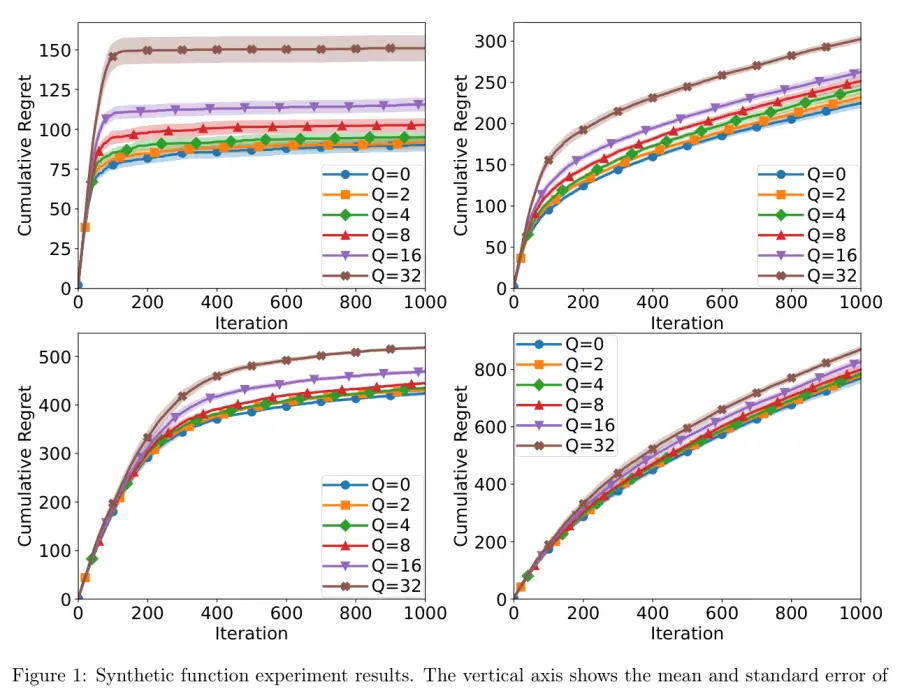 150
125
100
75
50
25
0
Cumulative Regret
Q=0
Q=2
Q=4
Q=8
Q=16
Q=32
0 200 400 600 800 1000
Iteration
300
250
200
150
100
50
0
Cumulative Regret
Q=0
Q=2
Q=4
Q=8
Q=16
Q=32
0 200 400 600 800 1000
Iteration
500
400
300
200
100
0
Cumulative Regret
Q=0
Q=2
Q=4
Q=8
Q=16
Q=32
0 200 400 600 800 1000
Iteration
800
600
400
200
0
Cumulative Regret
Q=0
Q=2
Q=4
Q=8
Q=16
Q=32
0 200 400 600 800 1000
Iteration
Figure 1: Synthetic function experiment results. The vertical axis shows the mean and standard error of